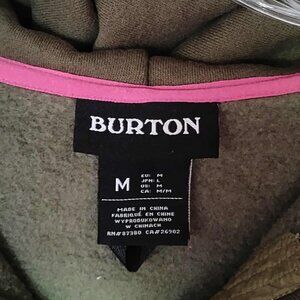 BURTON
M
EU: M
JPN: L
US: M
CA: M/M
MADE IN CHINA
FABRIQUÉ EN CHINE
WYPRODUKOWANO
W CHINACH
RN#87380 CA#26902